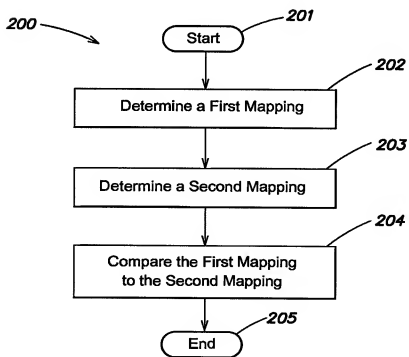 200
201
Start
202
Determine a First Mapping
203
Determine a Second Mapping
204
Compare the First Mapping
to the Second Mapping
205
End